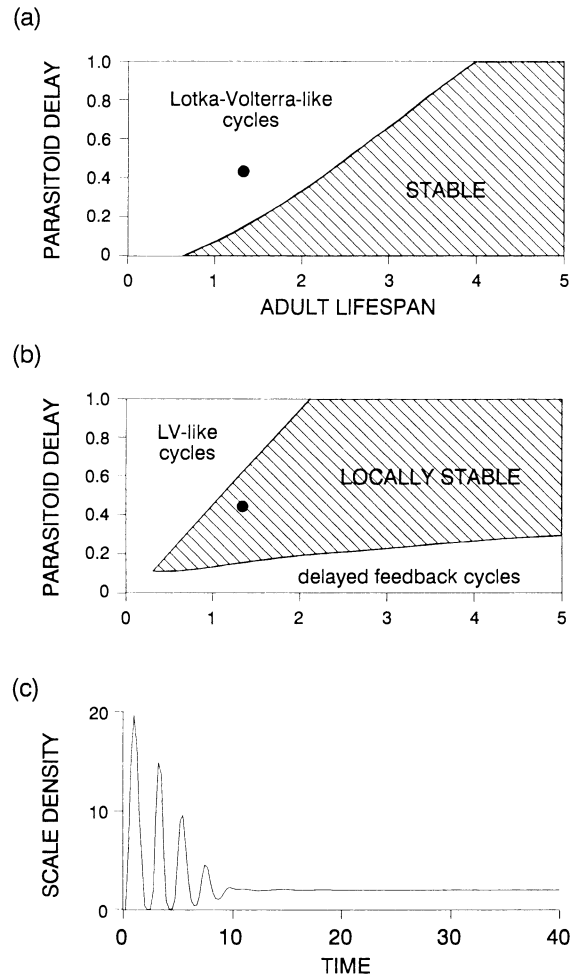 (a)
PARASITOID DELAY
1.0
0.8
0.6
0.4
0.2
0
Lotka-Volterra-like
cycles
STABLE
0 1 2 3 4 5
ADULT LIFESPAN
(b)
PARASITOID DELAY
1.0
0.8
0.6
0.4
0.2
0
LV-like
cycles
LOCALLY STABLE
delayed feedback cycles
0 1 2 3 4 5
(c)
SCALE DENSITY
20
10
0
0 10 20 30 40
TIME